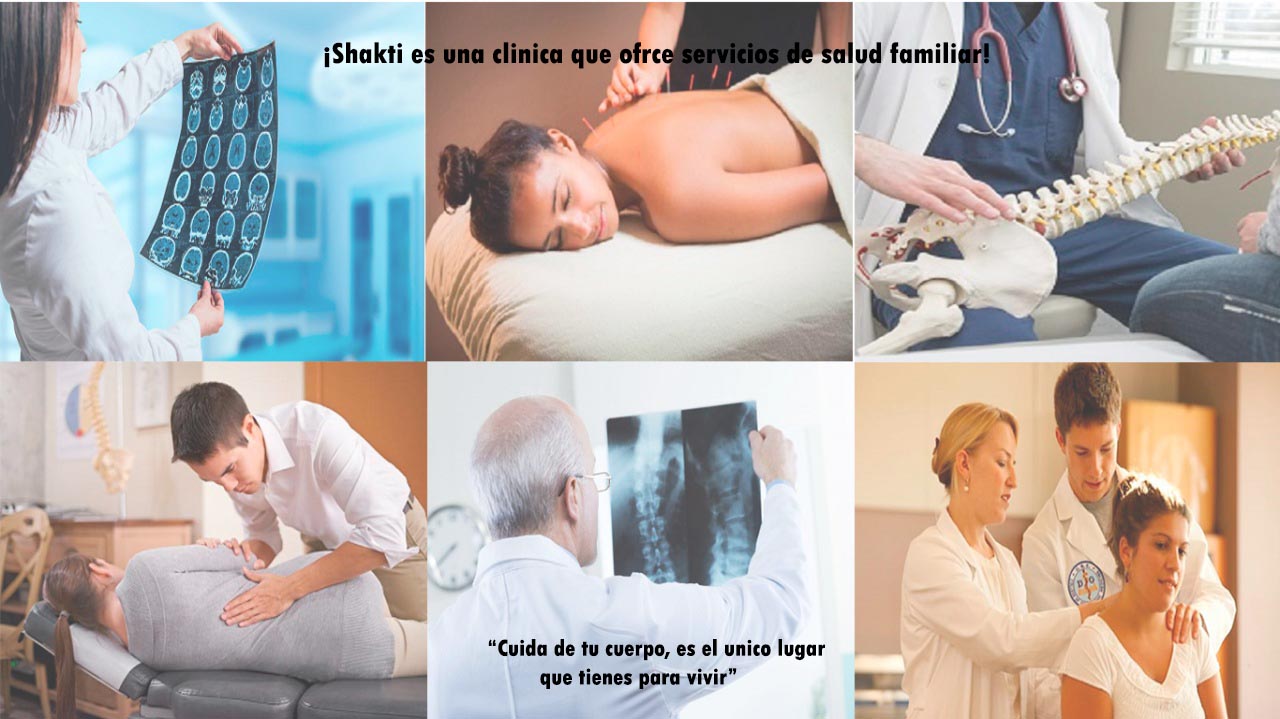 ¡Shakti es una clinica que ofrce servicios de salud familiar!
“Cuida de tu cuerpo, es el unico lugar
que tienes para vivir”